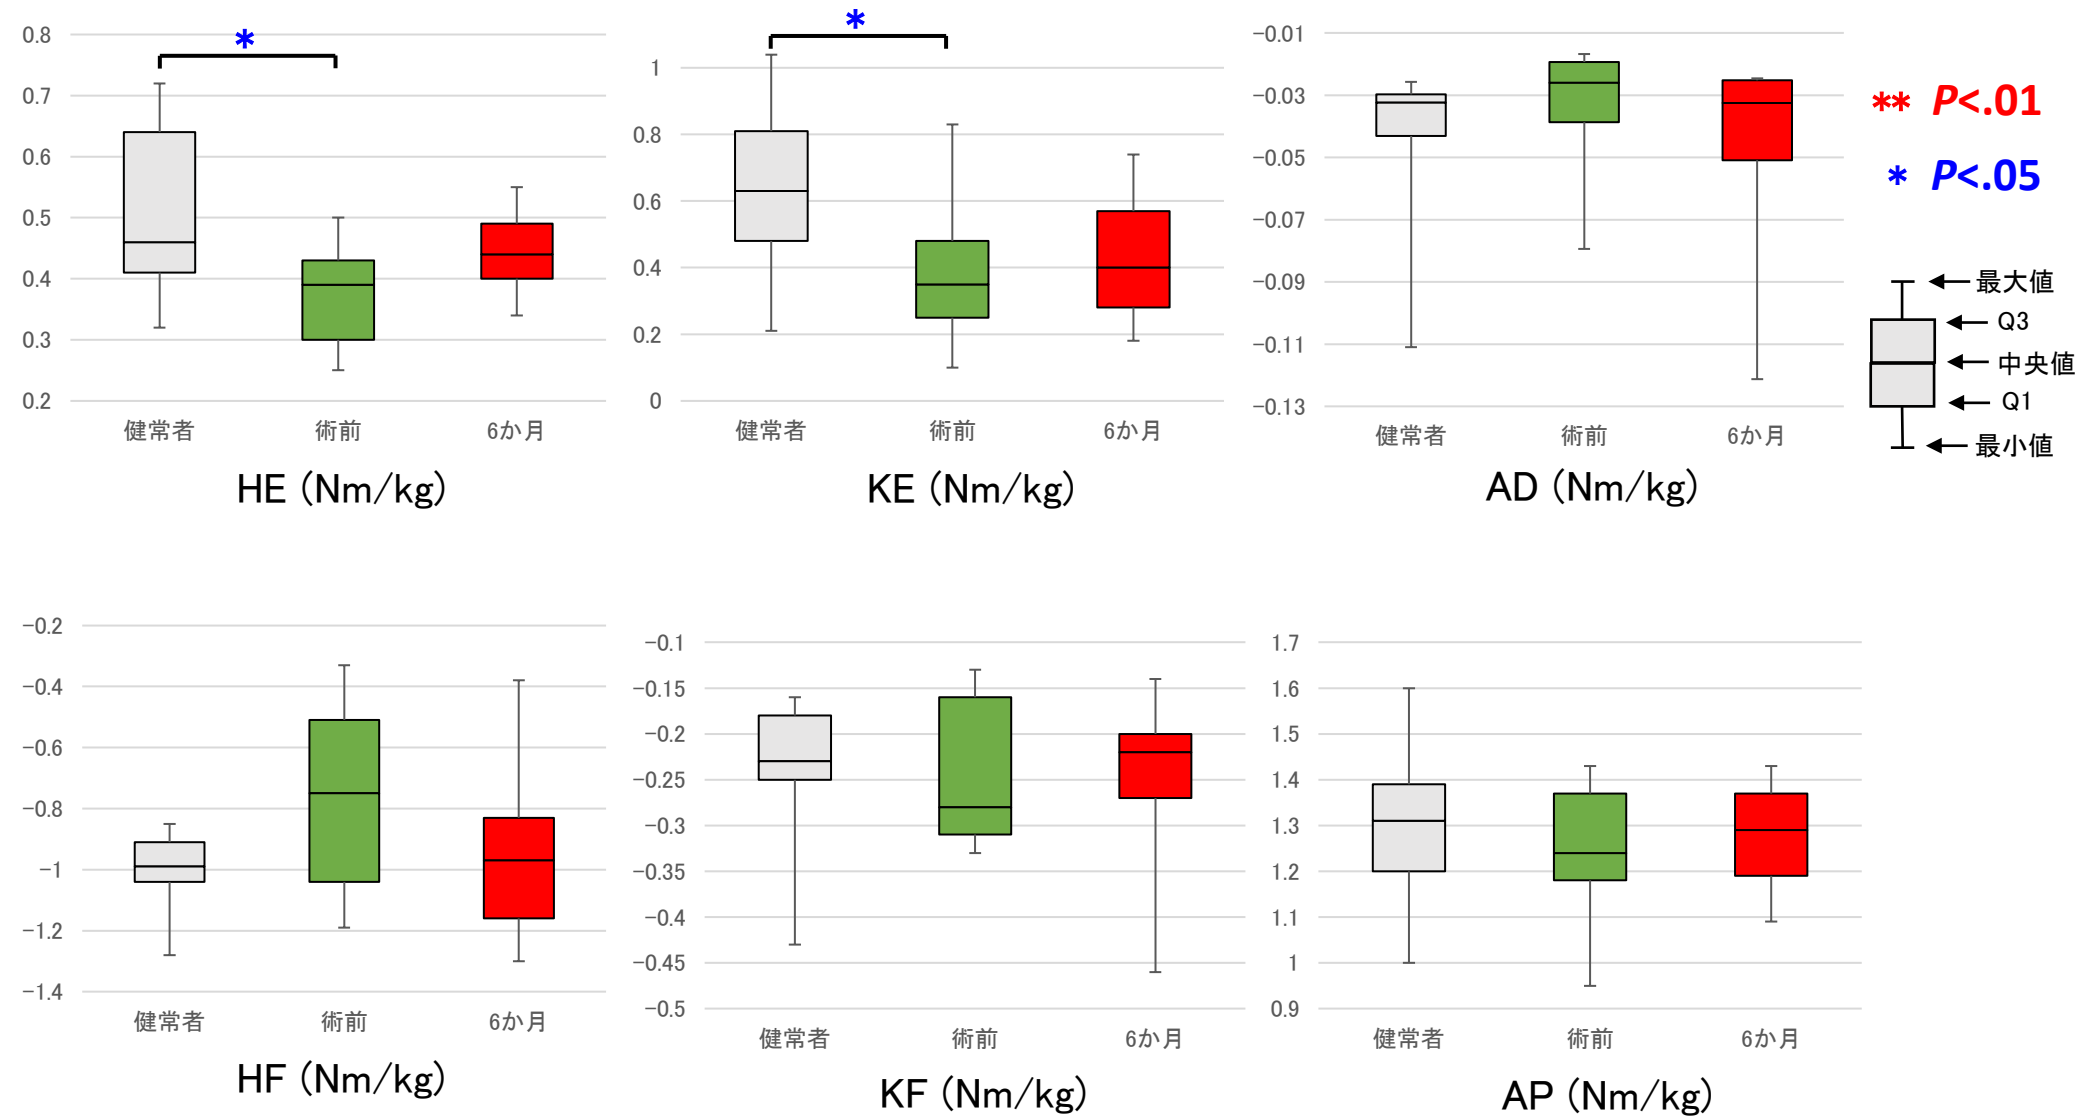 0.8
0.7
0.6
0.5
0.4
0.3
0.2
*
健常者
術前
6か月
HE (Nm/kg)
1
0.8
0.6
0.4
0.2
0
*
健常者
術前
6か月
KE (Nm/kg)
-0.01
-0.03
-0.05
-0.07
-0.09
-0.11
-0.13
健常者
術前
6か月
AD (Nm/kg)
** P<.01
* P<.05
最大値
Q3
中央値
Q1
最小値
-0.2
-0.4
-0.6
-0.8
-1
-1.2
-1.4
健常者
術前
6か月
HF (Nm/kg)
-0.1
-0.15
-0.2
-0.25
-0.3
-0.35
-0.4
-0.45
-0.5
健常者
術前
6か月
KF (Nm/kg)
1.7
1.6
1.5
1.4
1.3
1.2
1.1
1
0.9
健常者
術前
6か月
AP (Nm/kg)